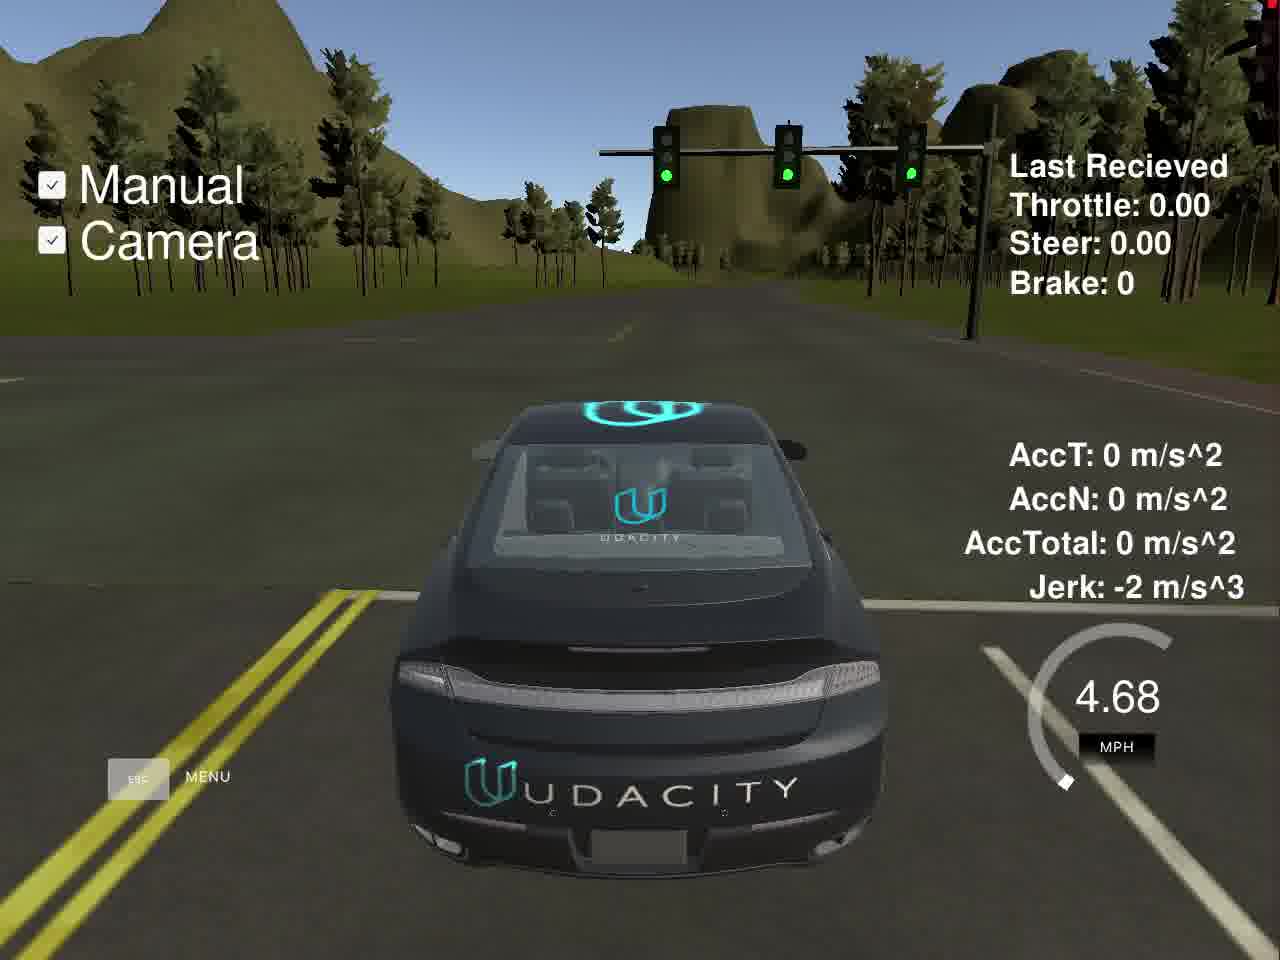 Manual
Camera
Last Recieved
Throttle: 0.00
Steer: 0.00
Brake: 0
AccT: 0 m/s^2
AccN: 0 m/s^2
AccTotal: 0 m/s^2
Jerk: -2 m/s^3
UDACITY
4.68
MPH
ESC MENU
UDACITY